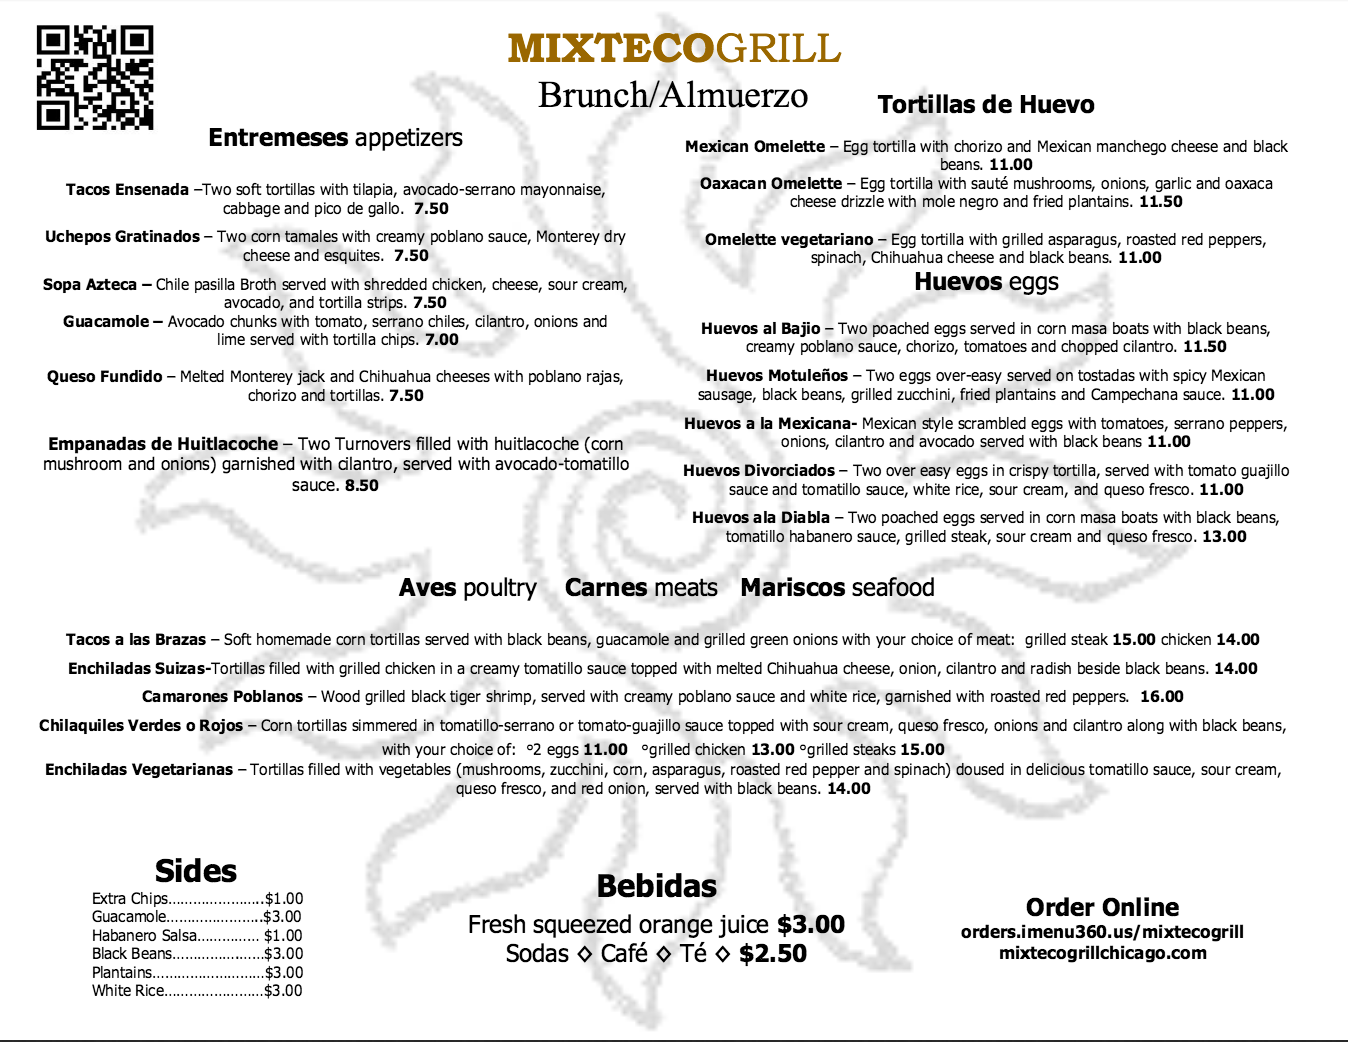 MIXTECOGRILL
Brunch/Almuerzo
Entremeses appetizers
Tacos Ensenada –Two soft tortillas with tilapia, avocado-serrano mayonnaise,
cabbage and pico de gallo. 7.50
Uchepos Gratinados – Two corn tamales with creamy poblano sauce, Monterey dry
cheese and esquites. 7.50
Sopa Azteca – Chile pasilla Broth served with shredded chicken, cheese, sour cream,
avocado, and tortilla strips. 7.50
Guacamole – Avocado chunks with tomato, serrano chiles, cilantro, onions and
lime served with tortilla chips. 7.00
Queso Fundido – Melted Monterey jack and Chihuahua cheeses with poblano rajas,
chorizo and tortillas. 7.50
Empanadas de Huitlacoche – Two Turnovers filled with huitlacoche (corn
mushroom and onions) garnished with cilantro, served with avocado-tomatillo
sauce. 8.50
Tortillas de Huevo
Mexican Omelette – Egg tortilla with chorizo and Mexican manchego cheese and black
beans. 11.00
Oaxacan Omelette – Egg tortilla with sauté mushrooms, onions, garlic and oaxaca
cheese drizzle with mole negro and fried plantains. 11.50
Omelette vegetariano – Egg tortilla with grilled asparagus, roasted red peppers,
spinach, Chihuahua cheese and black beans. 11.00
Huevos eggs
Huevos al Bajio – Two poached eggs served in corn masa boats with black beans,
creamy poblano sauce, chorizo, tomatoes and chopped cilantro. 11.50
Huevos Motuleños – Two eggs over-easy served on tostadas with spicy Mexican
sausage, black beans, grilled zucchini, fried plantains and Campechana sauce. 11.00
Huevos a la Mexicana- Mexican style scrambled eggs with tomatoes, serrano peppers,
onions, cilantro and avocado served with black beans 11.00
Huevos Divorciados – Two over easy eggs in crispy tortilla, served with tomato guajillo
sauce and tomatillo sauce, white rice, sour cream, and queso fresco. 11.00
Huevos ala Diabla – Two poached eggs served in corn masa boats with black beans,
tomatillo habanero sauce, grilled steak, sour cream and queso fresco. 13.00
Aves poultry Carnes meats Mariscos seafood
Tacos a las Brazas – Soft homemade corn tortillas served with black beans, guacamole and grilled green onions with your choice of meat: grilled steak 15.00 chicken 14.00
Enchiladas Suizas-Tortillas filled with grilled chicken in a creamy tomatillo sauce topped with melted Chihuahua cheese, onion, cilantro and radish beside black beans. 14.00
Camarones Poblanos – Wood grilled black tiger shrimp, served with creamy poblano sauce and white rice, garnished with roasted red peppers. 16.00
Chilaquiles Verdes o Rojos – Corn tortillas simmered in tomatillo-serrano or tomato-guajillo sauce topped with sour cream, queso fresco, onions and cilantro along with black beans,
with your choice of: °2 eggs 11.00 °grilled chicken 13.00 °grilled steaks 15.00
Enchiladas Vegetarianas – Tortillas filled with vegetables (mushrooms, zucchini, corn, asparagus, roasted red pepper and spinach) doused in delicious tomatillo sauce, sour cream,
queso fresco, and red onion, served with black beans. 14.00
Sides
Extra Chips........................$1.00
Guacamole........................$3.00
Habanero Salsa............... $1.00
Black Beans.......................$3.00
Plantains............................$3.00
White Rice.........................$3.00
Bebidas
Fresh squeezed orange juice $3.00
Sodas ◊ Café ◊ Té ◊ $2.50
Order Online
orders.imenu360.us/mixtecogrill
mixtecogrillchicago.com